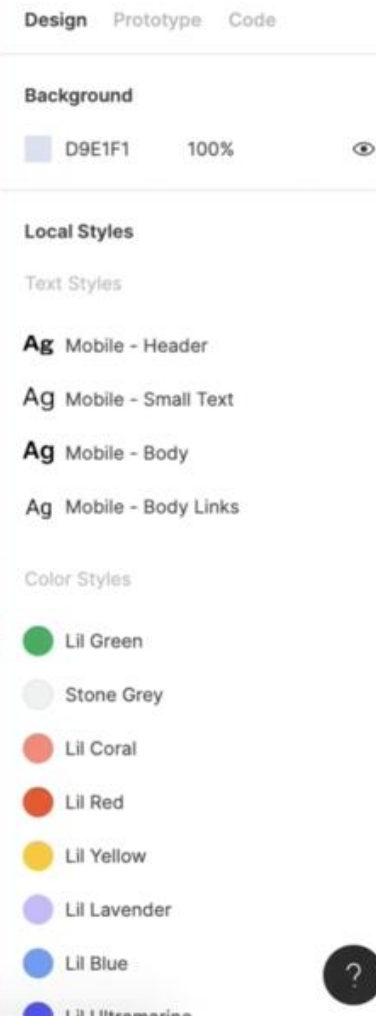 Design Prototype Code
Background
D9E1F1 100%
Local Styles
Text Styles
Ag Mobile - Header
Ag Mobile - Small Text
Ag Mobile - Body
Ag Mobile - Body Links
Color Styles
Lil Green
Stone Grey
Lil Coral
Lil Red
Lil Yellow
Lil Lavender
Lil Blue
?
Lil Ultramarine